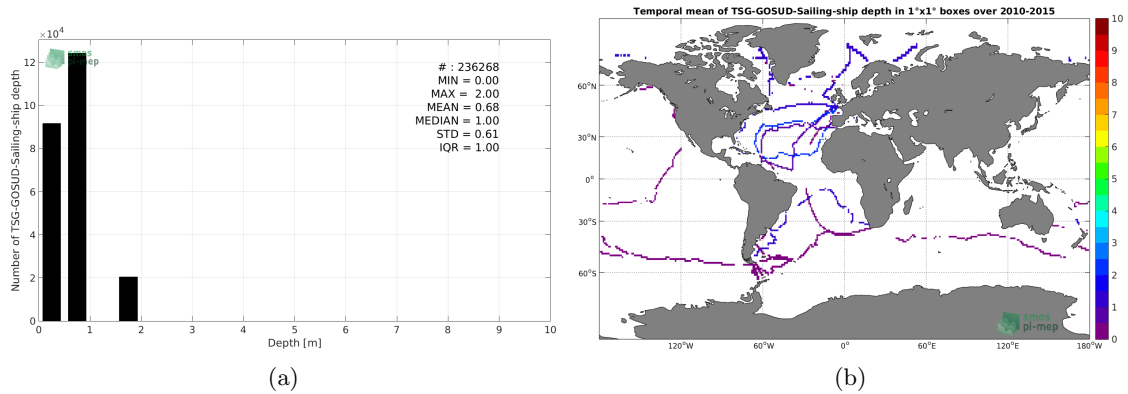 ×10⁴
smos
pi-mep
# : 236268
MIN = 0.00
MAX = 2.00
MEAN = 0.68
MEDIAN = 1.00
STD = 0.61
IQR = 1.00
12
10
8
6
4
2
0
Number of TSG-GOSUD-Sailing-ship depth
0 1 2 3 4 5 6 7 8 9 10
Depth [m]
(a)
Temporal mean of TSG-GOSUD-Sailing-ship depth in 1°x1° boxes over 2010-2015
60°N
30°N
0°
30°S
60°S
120°W 60°W 0° 60°E 120°E 180°W
smos
pi-mep
10
9
8
7
6
5
4
3
2
1
0
(b)